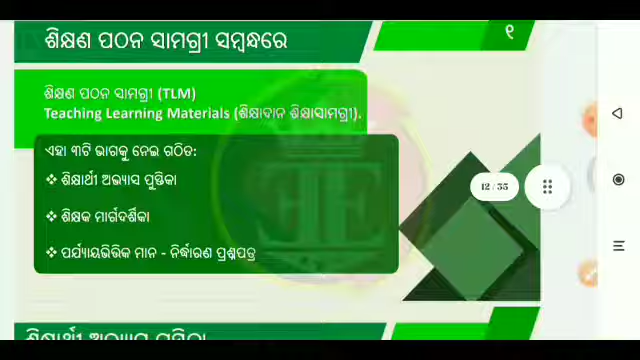 ଶିକ୍ଷଣ ପଠନ ସାମଗ୍ରୀ ସମ୍ବନ୍ଧରେ
୧
ଶିକ୍ଷଣ ପଠନ ସାମଗ୍ରୀ (TLM)
Teaching Learning Materials (ଶିକ୍ଷାଦାନ ଶିକ୍ଷାସାମଗ୍ରୀ).
ଏହା ୩ଟି ଭାଗକୁ ନେଇ ଗଠିତ:
❖ ଶିକ୍ଷାର୍ଥୀ ଅଭ୍ୟାସ ପୁସ୍ତିକା
❖ ଶିକ୍ଷକ ମାର୍ଗଦର୍ଶିକା
❖ ପର୍ଯ୍ୟାୟଭିତ୍ତିକ ମାନ - ନିର୍ଦ୍ଧାରଣ ପ୍ରଶ୍ନପତ୍ର
12 / 35
ଶିକ୍ଷାର୍ଥୀ ଅଭ୍ୟାସ ପୁସ୍ତିକା